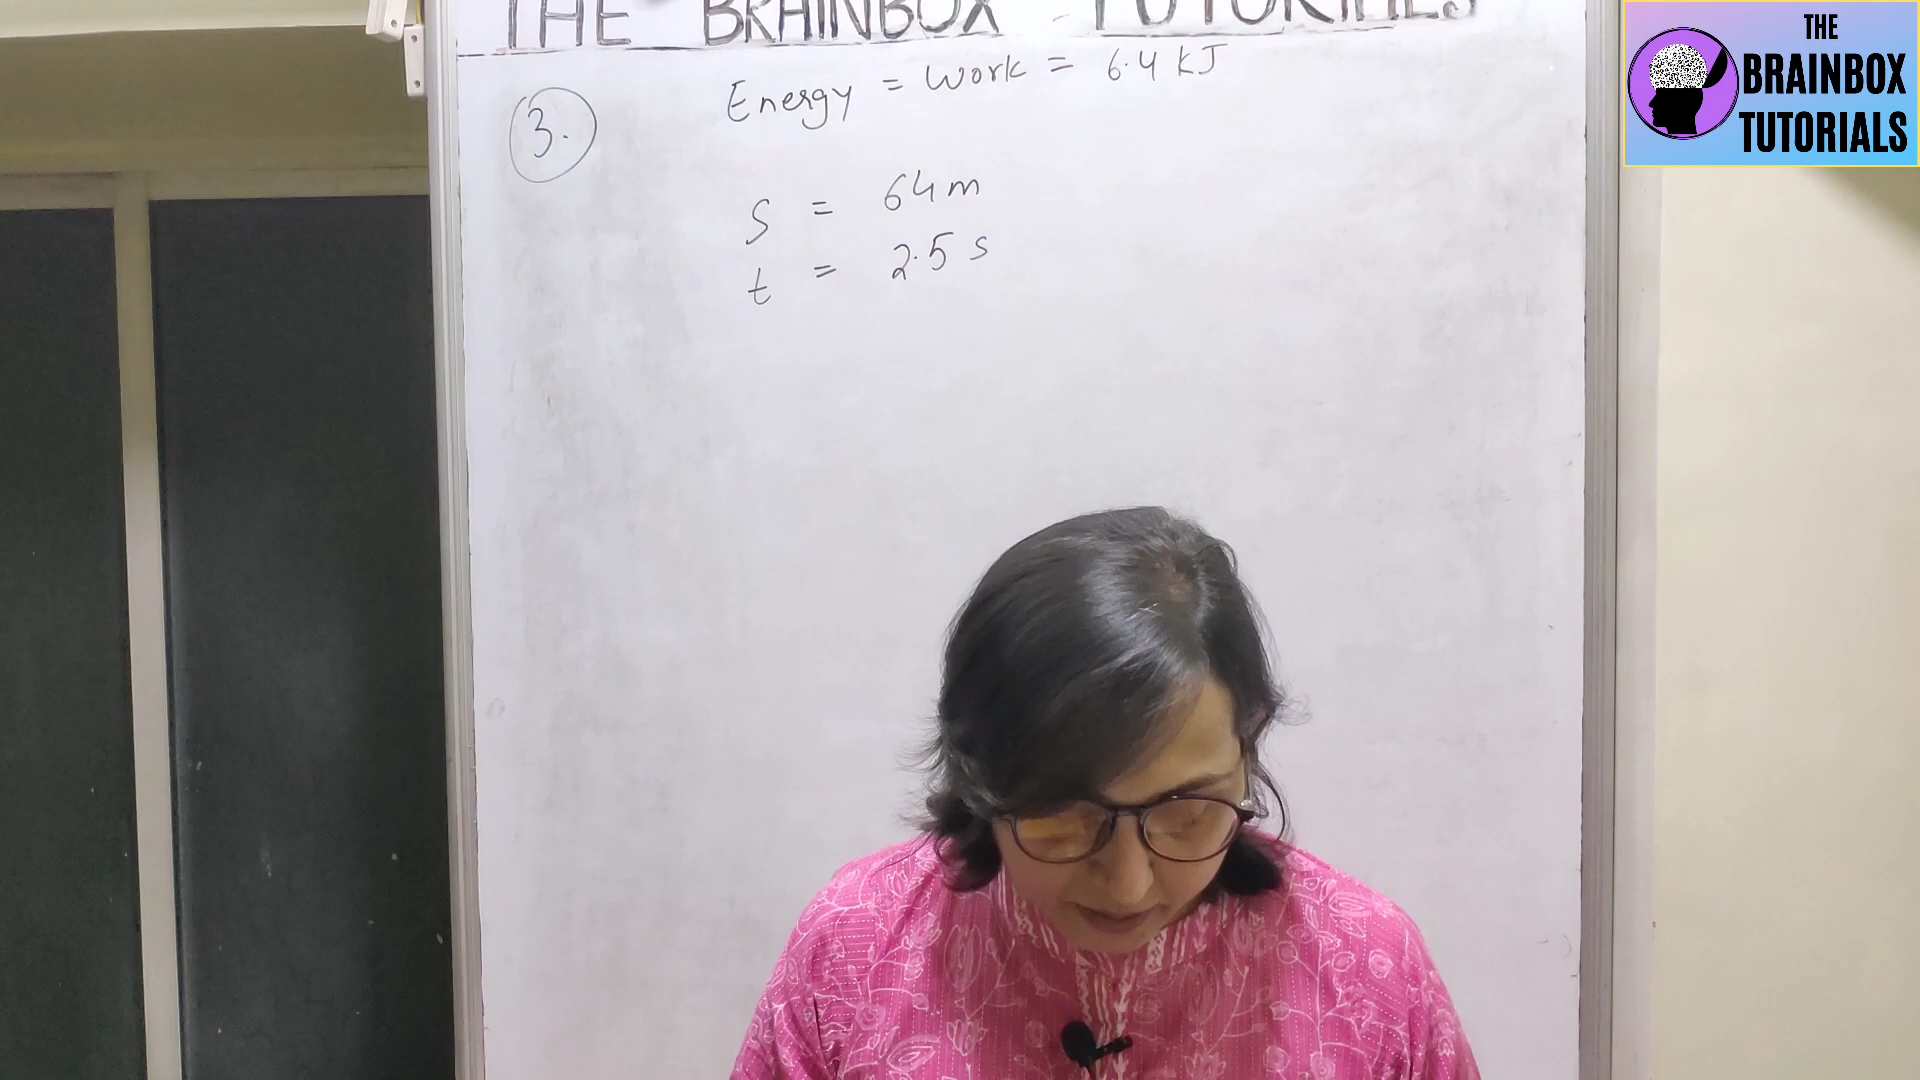 THE BRAINBOX TUTORIALS
Energy = Work = 6.4 kJ
3.
S = 64 m
t = 2.5 s
THE
BRAINBOX
TUTORIALS